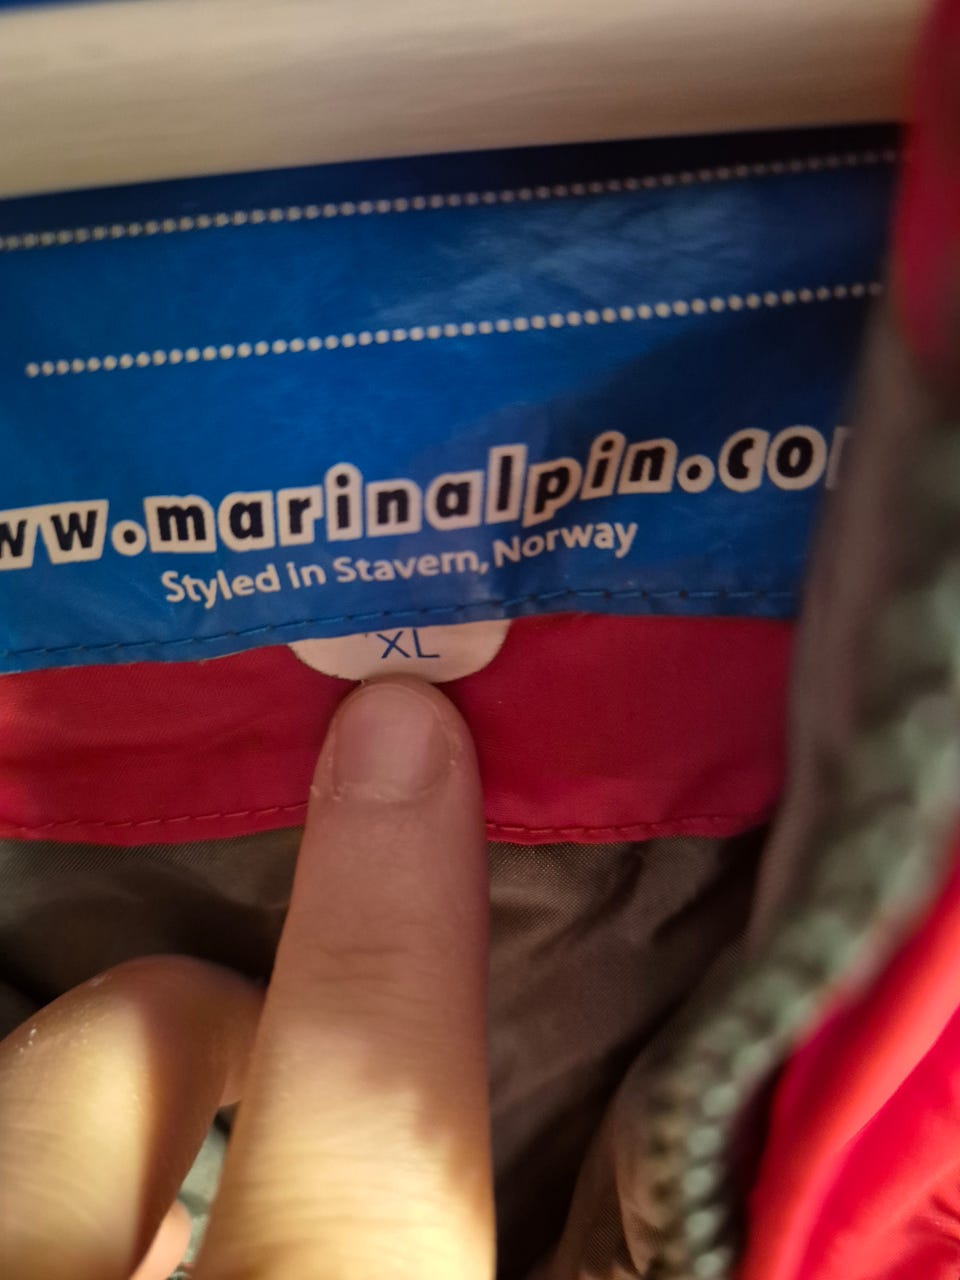 ww.marinalpin.co
Styled in Stavern, Norway
XL